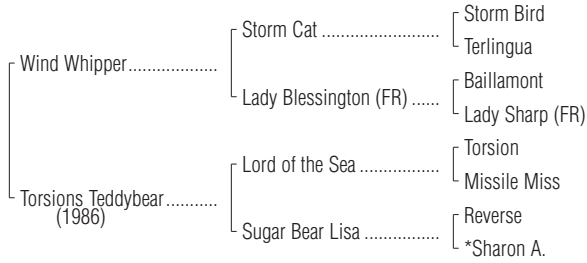 Storm Bird
Storm Cat ..........................
Terlingua
Wind Whipper....................
Baillamont
Lady Blessington (FR) ......
Lady Sharp (FR)
Torsion
Lord of the Sea ..................
Missile Miss
Torsions Teddybear...........
(1986)
Reverse
Sugar Bear Lisa .................
*Sharon A.